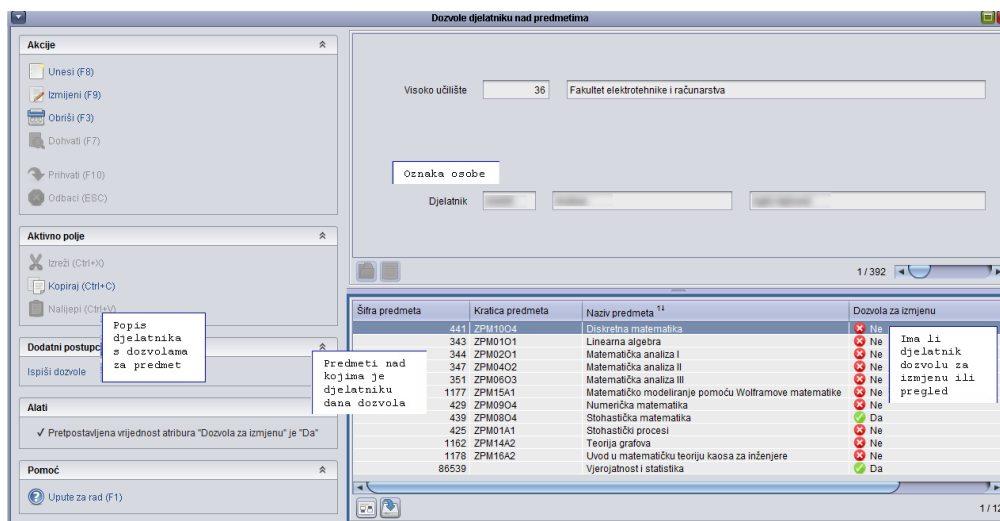 Dozvole djelatniku nad predmetima
Akcije
Unesi (F8)
Izmijeni (F9)
Obriši (F3)
Dohvati (F7)
Prihvati (F10)
Odbaci (ESC)
Aktivno polje
Izreži (Ctrl+X)
Kopiraj (Ctrl+C)
Nalijepi (Ctrl+V)
Popis
djelatnika
s dozvolama
za predmet
Dodatni postupci
Ispiši dozvole
Alati
✓ Pretpostavljena vrijednost atributa "Dozvola za izmjenu" je "Da"
Pomoć
Upute za rad (F1)
Visoko učilište 36 Fakultet elektrotehnike i računarstva
Oznaka osobe
Djelatnik
1 / 392
Šifra predmeta Kratica predmeta Naziv predmeta ↑1 Dozvola za izmjenu
441 ZPM10O4 Diskretna matematika Ne
343 ZPM01O1 Linearna algebra Ne
344 ZPM02O1 Matematička analiza I Ne
347 ZPM04O2 Matematička analiza II Ne
351 ZPM06O3 Matematička analiza III Ne
1177 ZPM15A1 Matematičko modeliranje pomoću Wolframove matematike Ne
429 ZPM09O4 Numerička matematika Ne
439 ZPM08O4 Stohastička matematika Da
425 ZPM01A1 Stohastički procesi Ne
1162 ZPM14A2 Teorija grafova Ne
1178 ZPM16A2 Uvod u matematičku teoriju kaosa za inženjere Ne
86539 Vjerojatnost i statistika Da
Predmeti nad
kojima je
djelatniku
dana dozvola
Ima li
djelatnik
dozvolu za
izmjenu ili
pregled
1 / 12